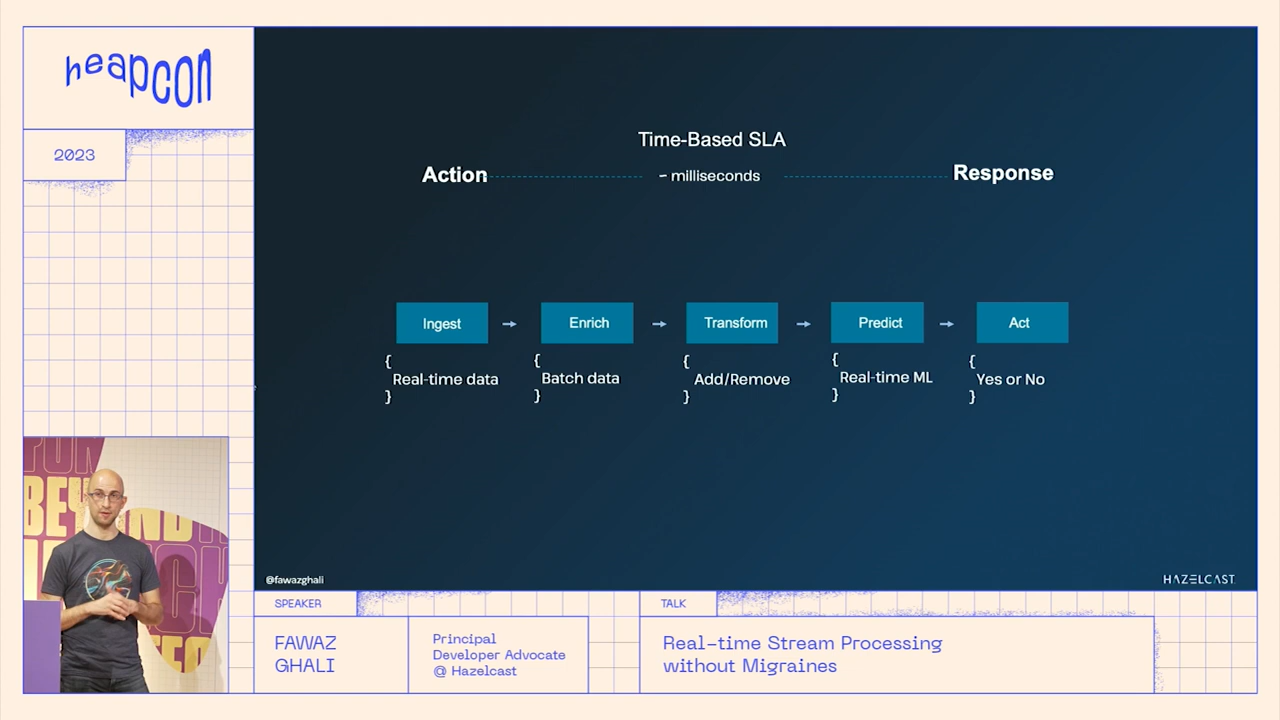 heapcon
2023
Time-Based SLA
Action
~ milliseconds
Response
Ingest
Enrich
Transform
Predict
Act
{
Real-time data
}
{
Batch data
}
{
Add/Remove
}
{
Real-time ML
}
{
Yes or No
}
@fawazghali
HAZELCAST
BEYOND
SPEAKER
TALK
FAWAZ
GHALI
Principal
Developer Advocate
@ Hazelcast
Real-time Stream Processing
without Migraines